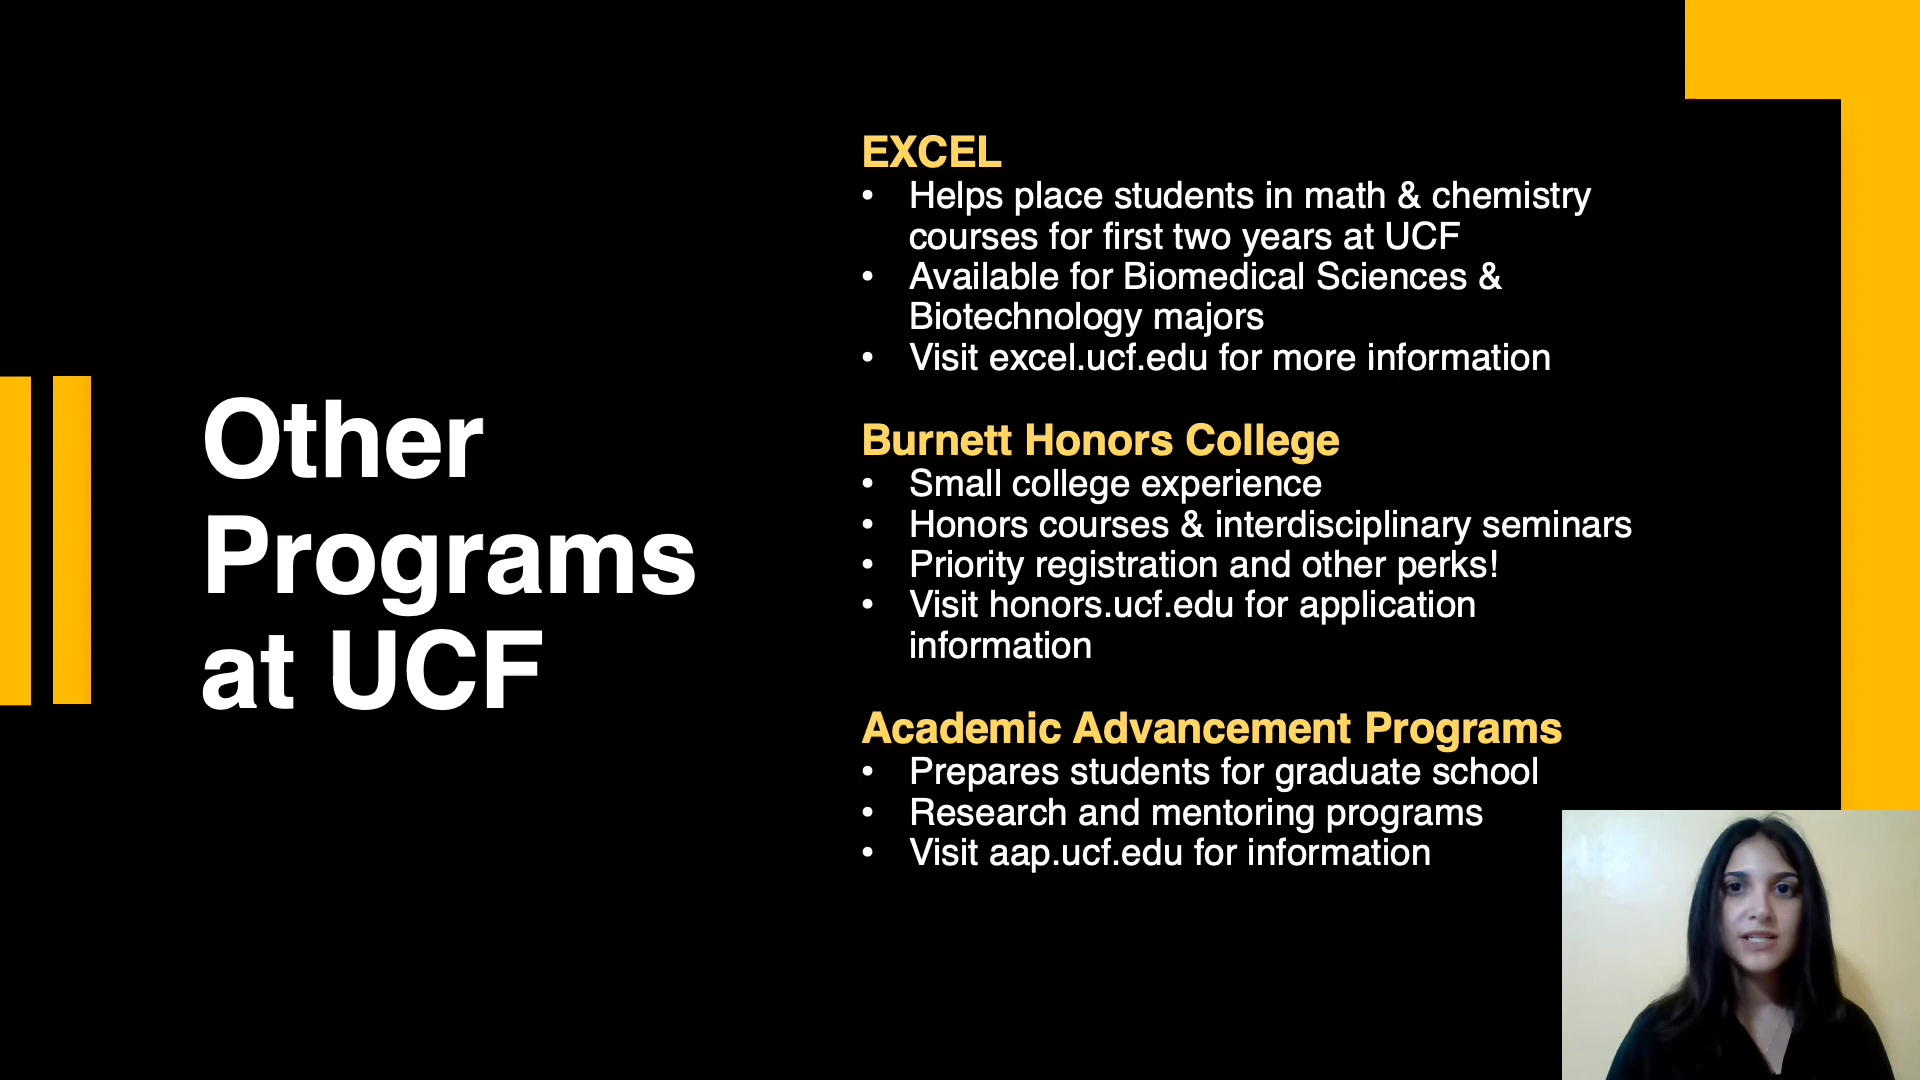 Other
Programs
at UCF
EXCEL
• Helps place students in math & chemistry
courses for first two years at UCF
• Available for Biomedical Sciences &
Biotechnology majors
• Visit excel.ucf.edu for more information
Burnett Honors College
• Small college experience
• Honors courses & interdisciplinary seminars
• Priority registration and other perks!
• Visit honors.ucf.edu for application
information
Academic Advancement Programs
• Prepares students for graduate school
• Research and mentoring programs
• Visit aap.ucf.edu for information